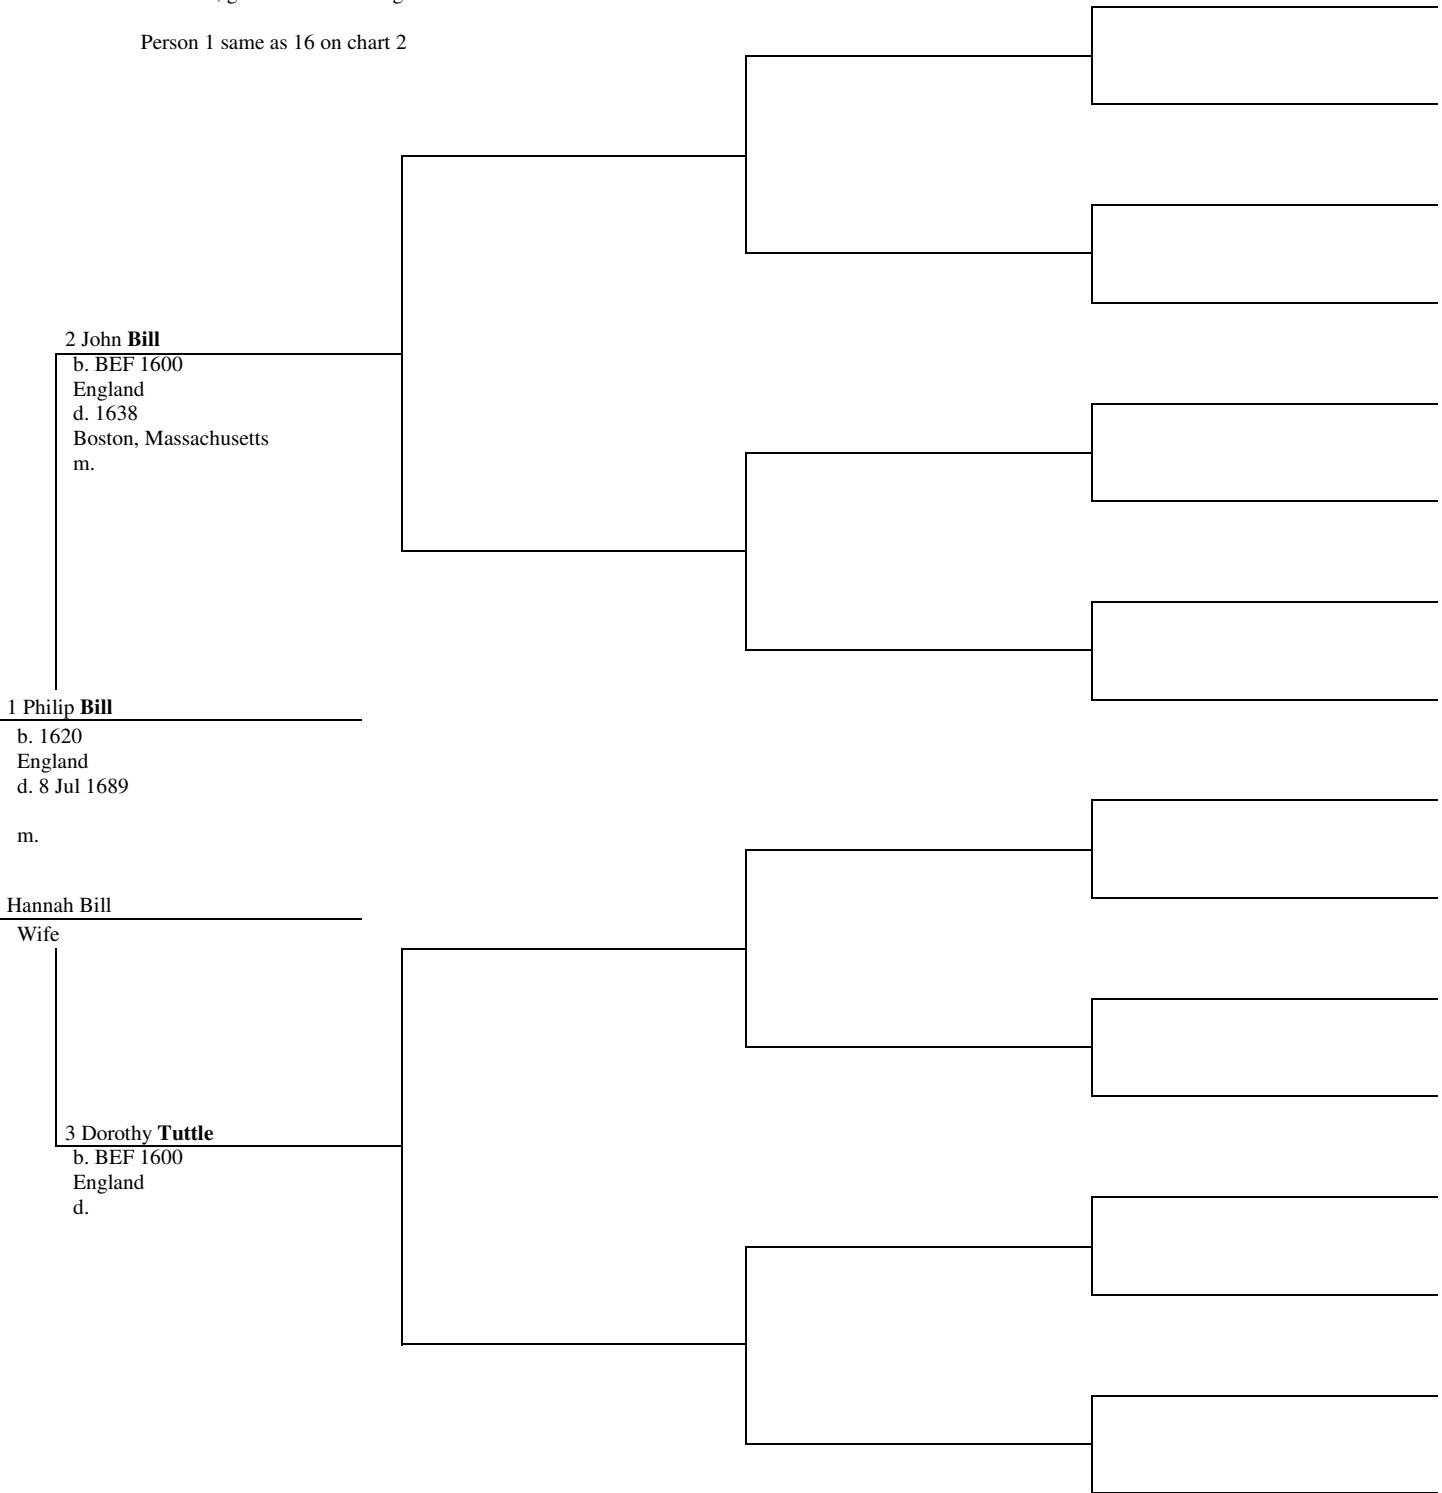 Person 1 same as 16 on chart 2
2 John Bill
b. BEF 1600
England
d. 1638
Boston, Massachusetts
m.
1 Philip Bill
b. 1620
England
d. 8 Jul 1689
m.
Hannah Bill
Wife
3 Dorothy Tuttle
b. BEF 1600
England
d.